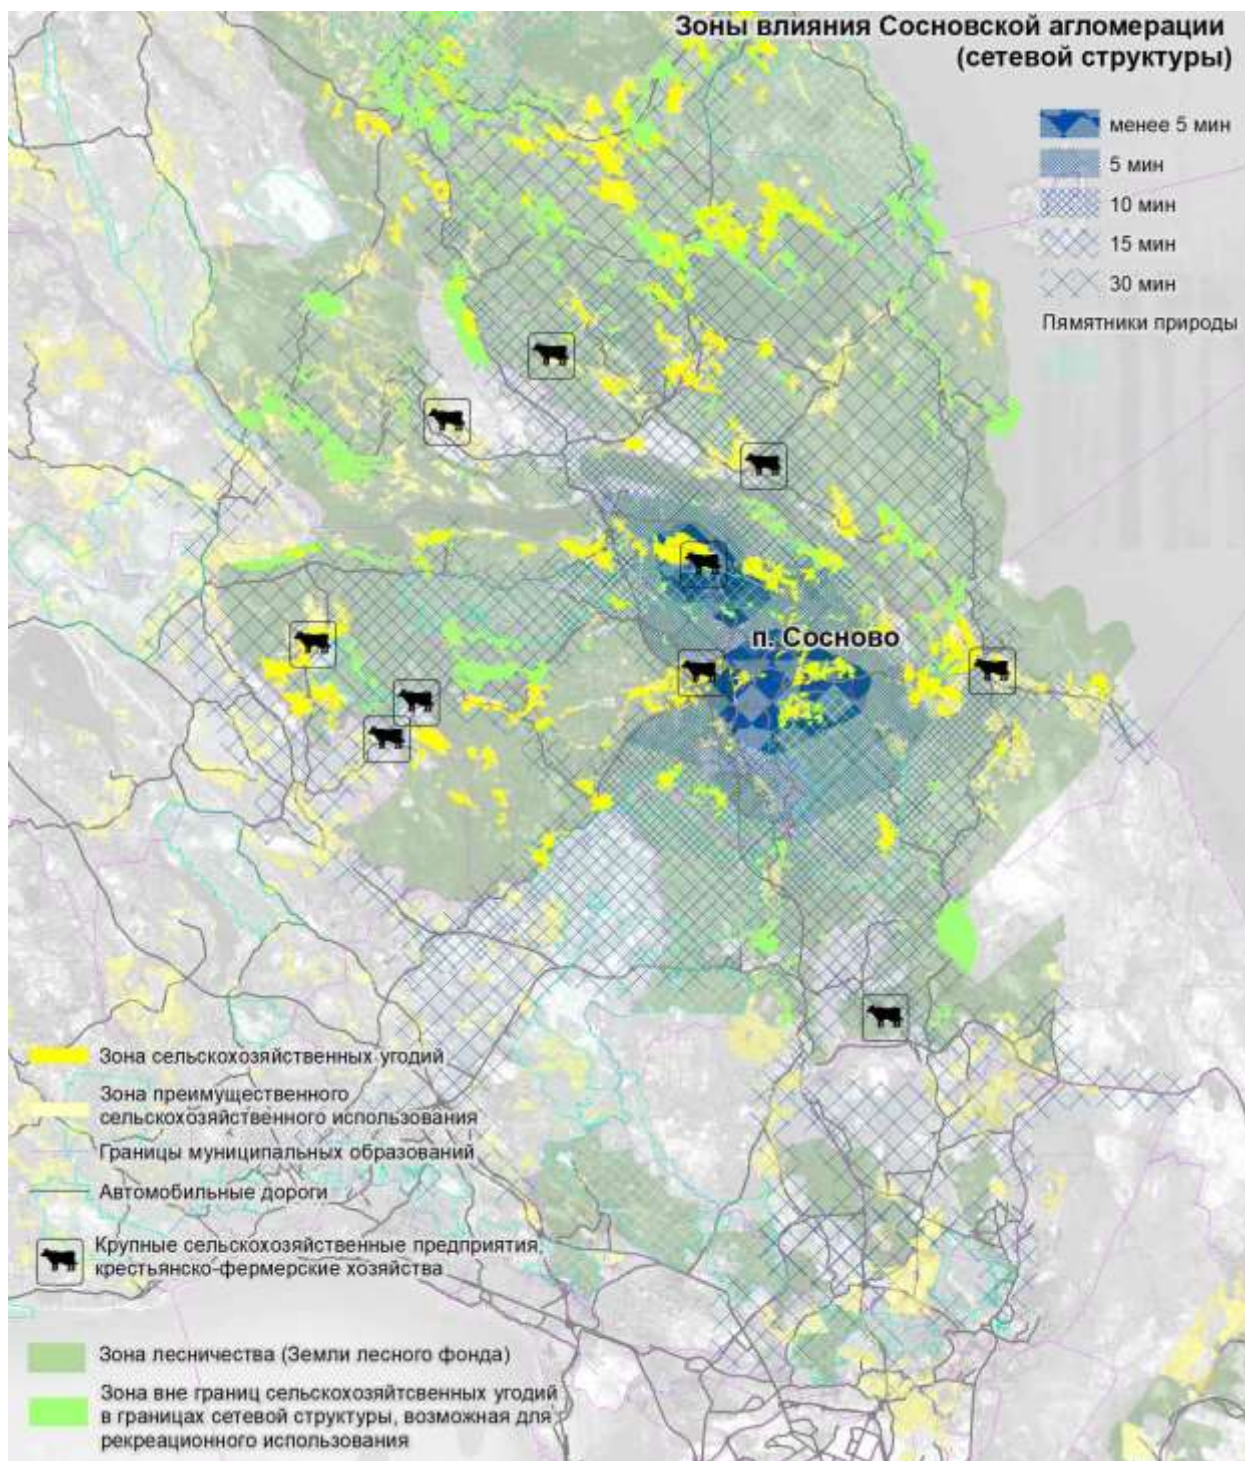 Зоны влияния Сосновской агломерации
(сетевой структуры)
менее 5 мин
5 мин
10 мин
15 мин
30 мин
Пямятники природы
п. Сосново
Зона сельскохозяйственных угодий
Зона преимущественного
сельскохозяйственного использования
Границы муниципальных образований
Автомобильные дороги
Крупные сельскохозяйственные предприятия,
крестьянско-фермерские хозяйства
Зона лесничества (Земли лесного фонда)
Зона вне границ сельскохозяйтсвенных угодий
в границах сетевой структуры, возможная для
рекреационного использования